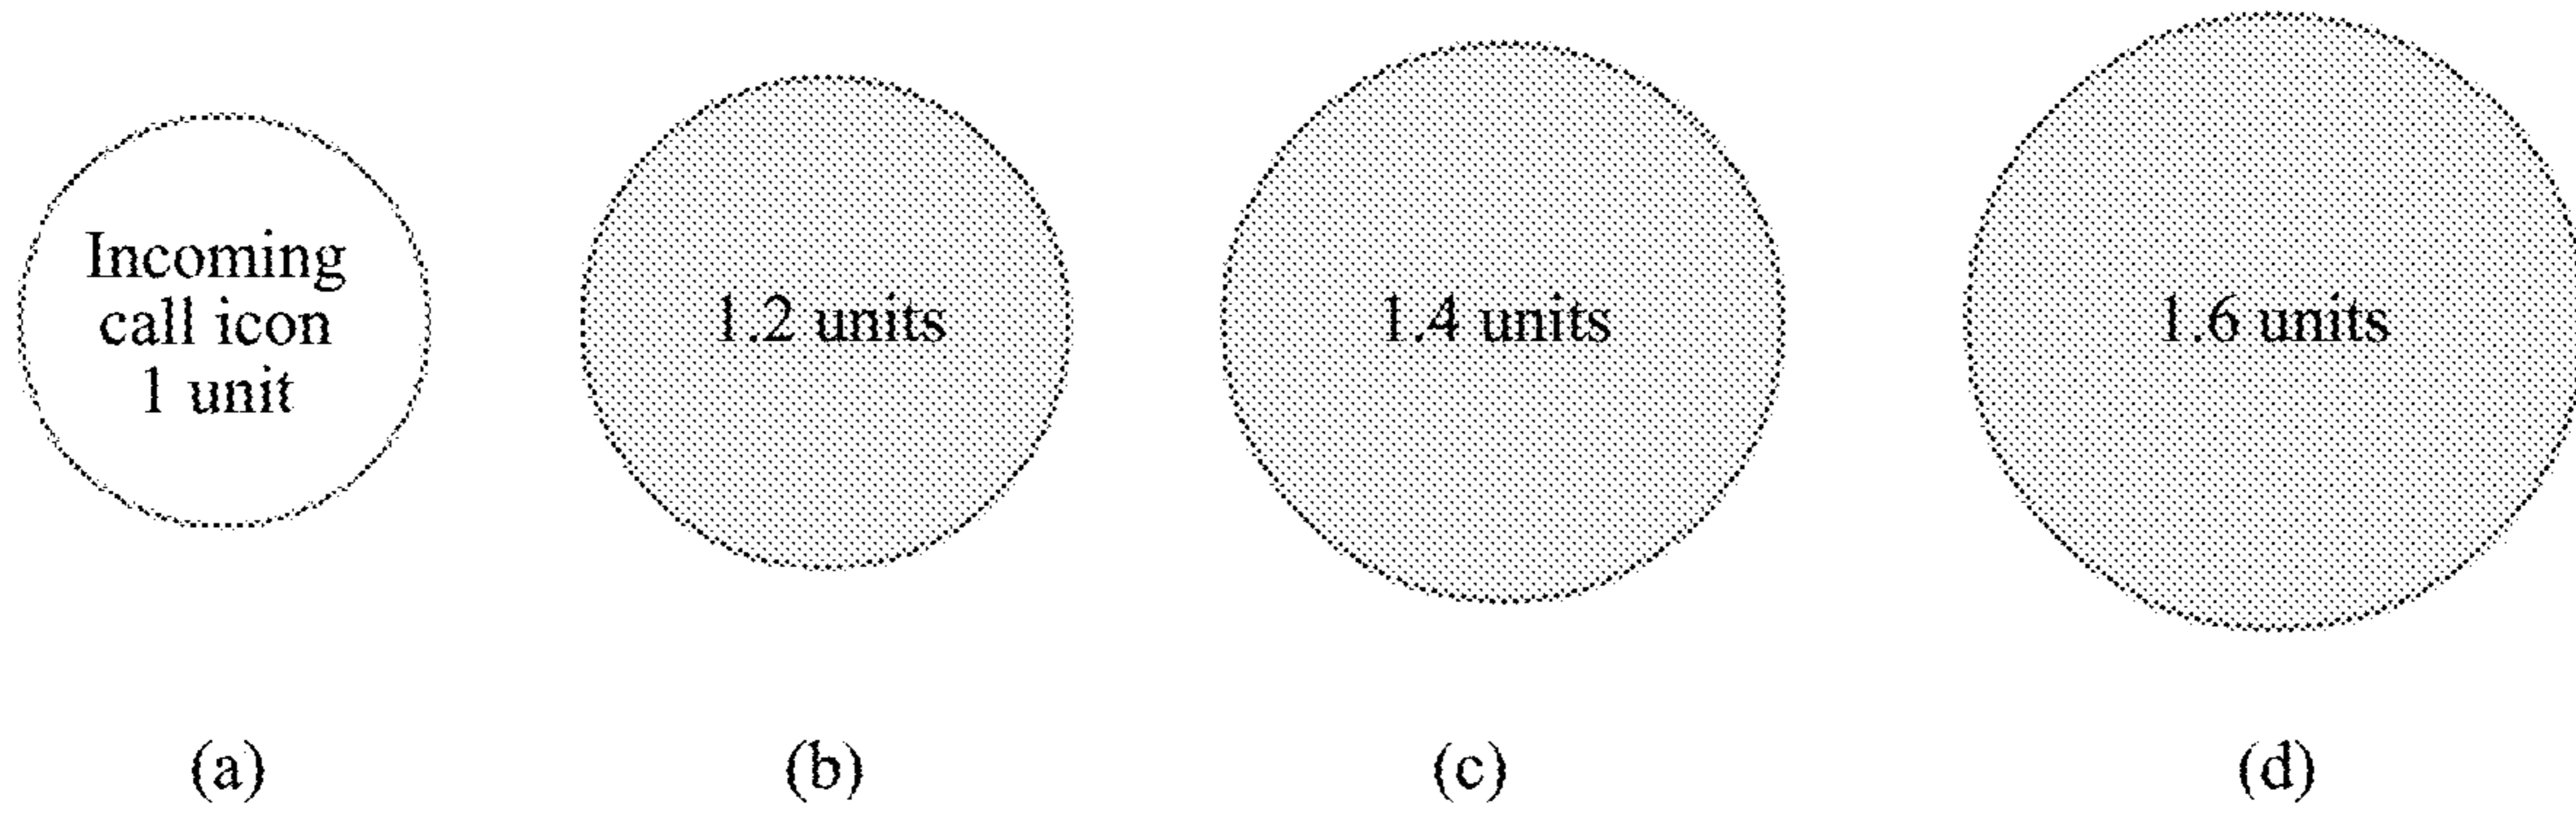 Incoming
call icon
1 unit
1.2 units
1.4 units
1.6 units
(a)
(b)
(c)
(d)